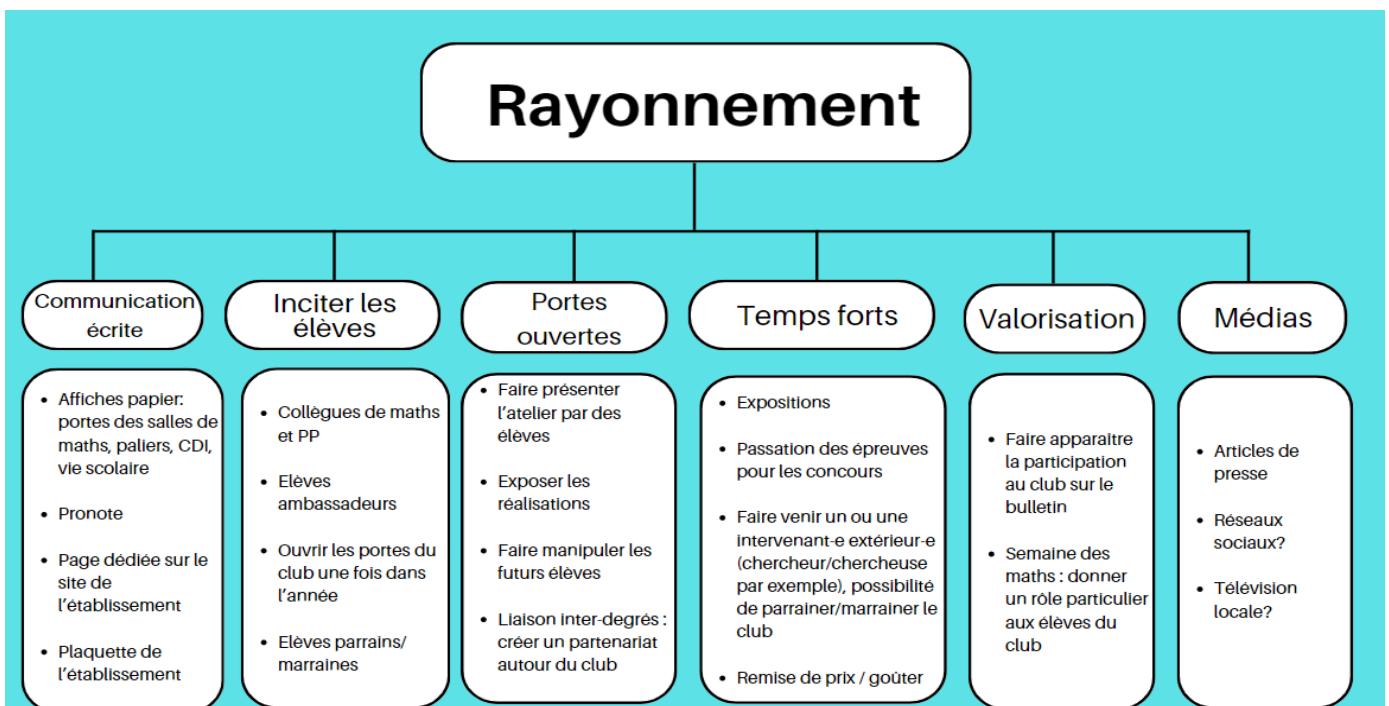 Rayonnement
Communication
écrite
• Affiches papier:
portes des salles de
maths, paliers, CDI,
vie scolaire
• Pronote
• Page dédiée sur le
site de
l'établissement
• Plaquette de
l'établissement
Inciter les
élèves
• Collègues de maths
et PP
• Elèves
ambassadeurs
• Ouvrir les portes du
club une fois dans
l'année
• Elèves parrains/
marraines
Portes
ouvertes
• Faire présenter
l'atelier par des
élèves
• Exposer les
réalisations
• Faire manipuler les
futurs élèves
• Liaison inter-degrés :
créer un partenariat
autour du club
Temps forts
• Expositions
• Passation des épreuves
pour les concours
• Faire venir un ou une
intervenant-e extérieur-e
(chercheur/chercheuse
par exemple), possibilité
de parrainer/marrainer le
club
• Remise de prix / goûter
Valorisation
• Faire apparaître
la participation
au club sur le
bulletin
• Semaine des
maths : donner
un rôle particulier
aux élèves du
club
Médias
• Articles de
presse
• Réseaux
sociaux?
• Télévision
locale?